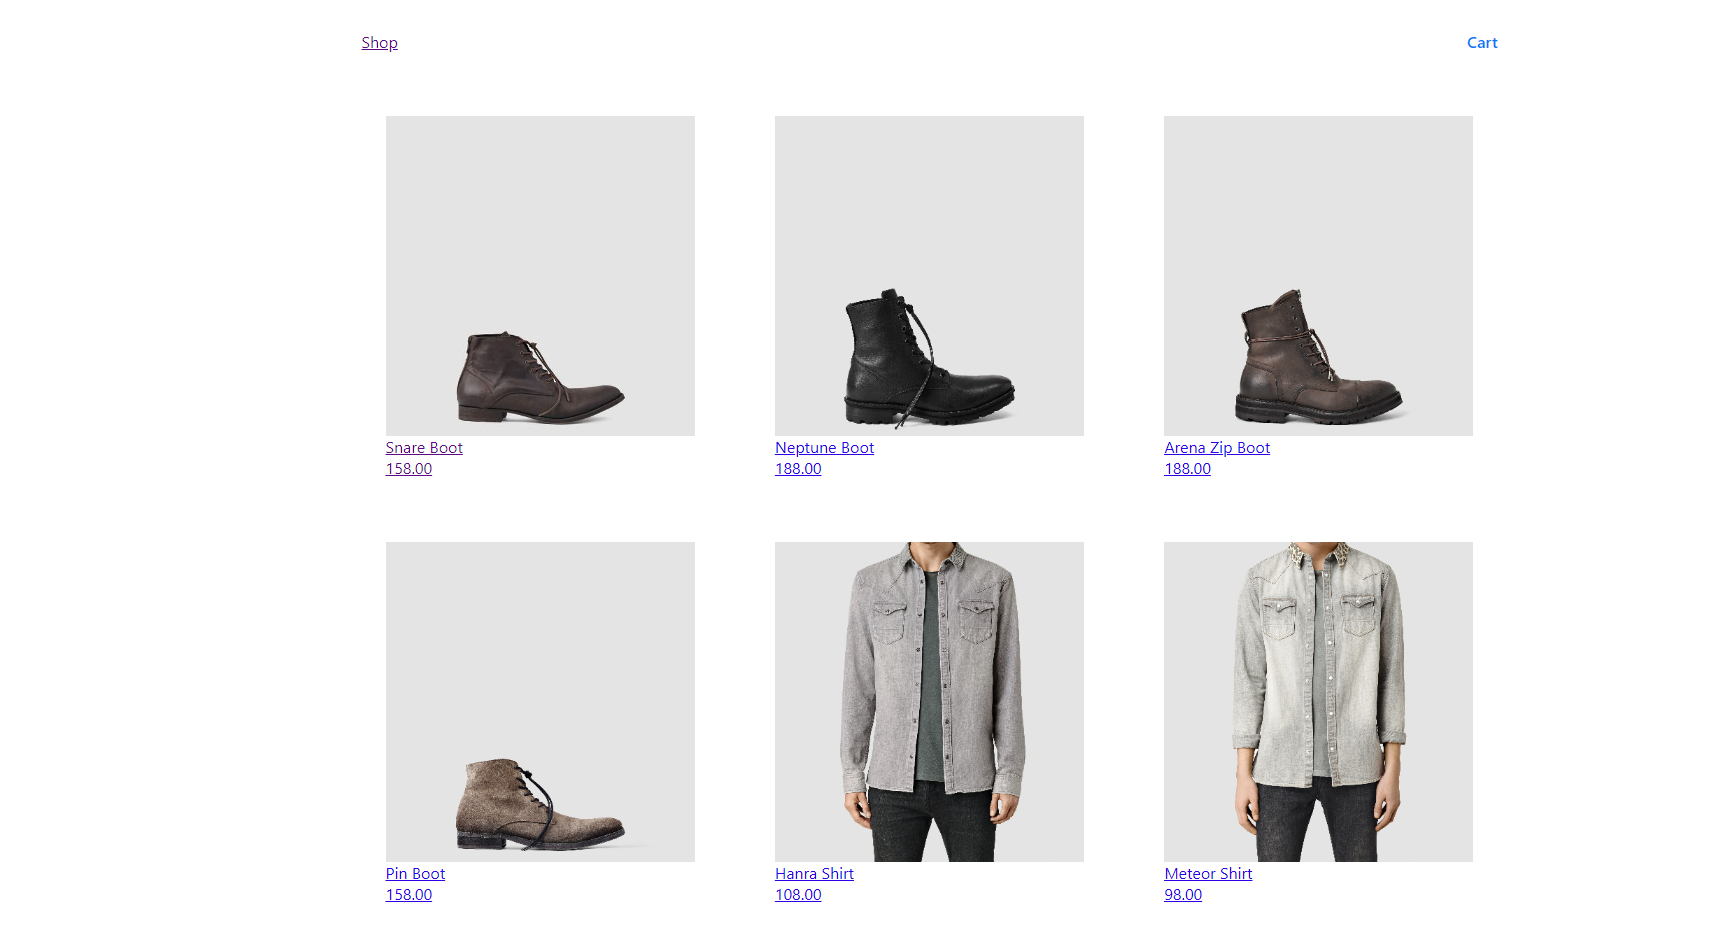 Shop
Cart
Snare Boot
158.00
Neptune Boot
188.00
Arena Zip Boot
188.00
Pin Boot
158.00
Hanra Shirt
108.00
Meteor Shirt
98.00